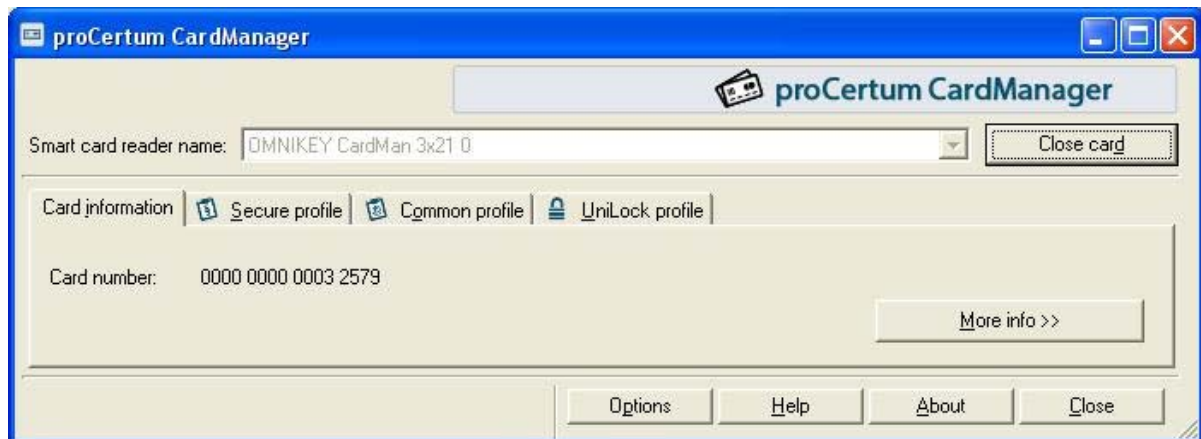 proCertum CardManager
proCertum CardManager
Smart card reader name: OMNIKEY CardMan 3x21 0 Close card
Card information Secure profile Common profile UniLock profile
Card number: 0000 0000 0003 2579
More info >>
Options Help About Close